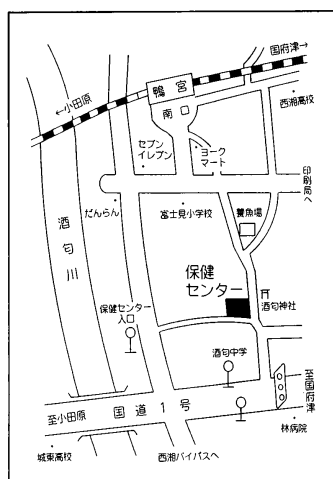 国府津→
←小田原
鴨宮
南口
西湘高校
セブン
イレブン
ヨーク
マート
印刷局へ
だんらん
富士見小学校
養魚場
酒匂川
保健
センター
酒匂神社
保健センター
入口
酒匂中学
至国府津
至小田原
国道1号
林病院
城東高校
西湘バイパスへ